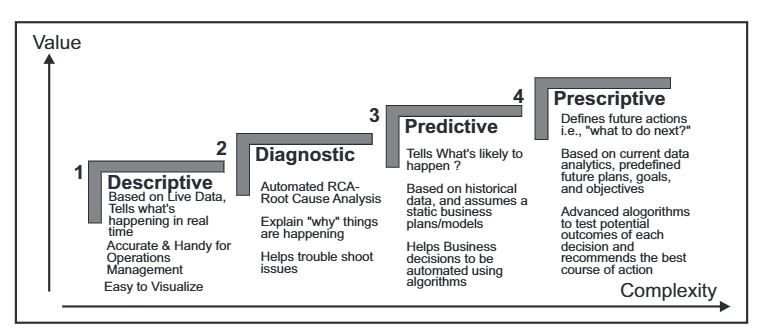 Value
1
Descriptive
Based on Live Data,
Tells what's
happening in real
time
Accurate & Handy for
Operations
Management
Easy to Visualize
2
Diagnostic
Automated RCA-
Root Cause Analysis
Explain "why" things
are happening
Helps trouble shoot
issues
3
Predictive
Tells What's likely to
happen ?
Based on historical
data, and assumes a
static business
plans/models
Helps Business
decisions to be
automated using
algorithms
4
Prescriptive
Defines future actions
i.e., "what to do next?"
Based on current data
analytics, predefined
future plans, goals,
and objectives
Advanced alogorithms
to test potential
outcomes of each
decision and
recommends the best
course of action
Complexity